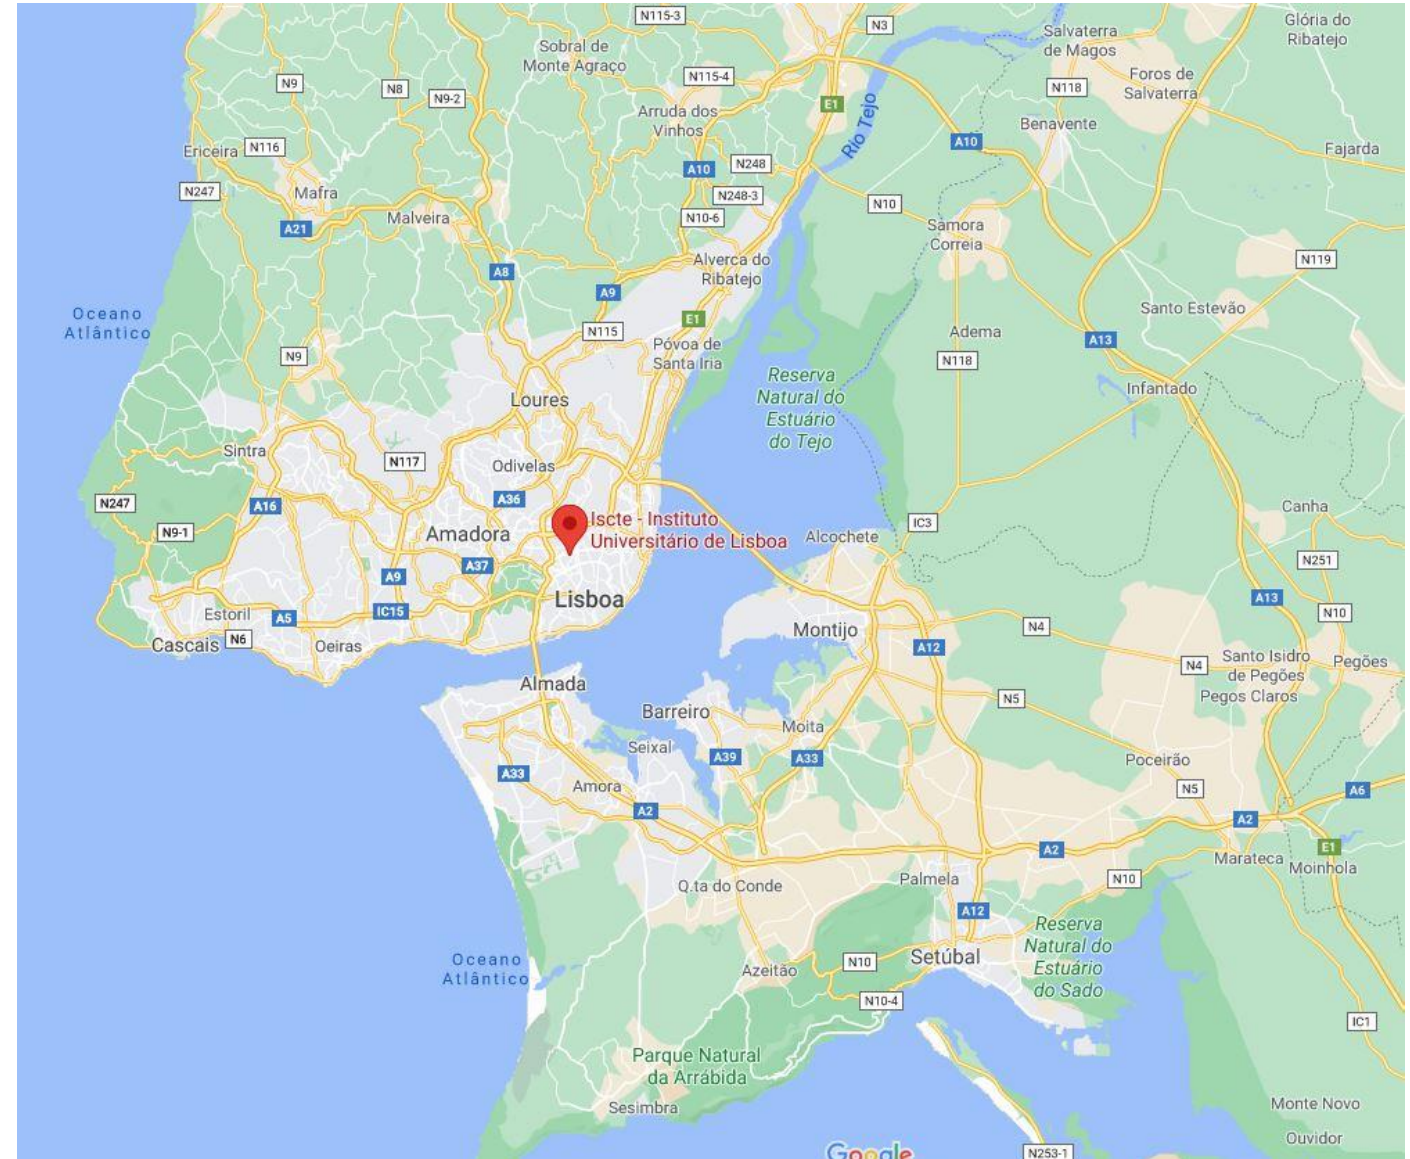 N115-3
N3
Glória do
Ribatejo
Salvaterra
de Magos
Sobral de
Monte Agraço
N115-4
Foros de
Salvaterra
N9
N8
N9-2
N118
E1
Arruda dos
Vinhos
Rio Tejo
Benavente
A10
Fajarda
Ericeira
N116
A10
N248
N247
Mafra
N248-3
N10
Malveira
N10-6
A21
Samora
Correia
N119
Alverca do
Ribatejo
A8
A9
Oceano
Atlântico
Santo Estevão
E1
N115
Adema
A13
Póvoa de
Santa Iria
N9
N118
Reserva
Natural do
Estuário
do Tejo
Infantado
Loures
Sintra
N117
Odivelas
N247
A16
A36
Canha
N9-1
Iscte - Instituto
Universitário de Lisboa
IC3
Amadora
Alcochete
N251
A37
A9
A13
Lisboa
Estoril
A5
IC15
N10
Cascais
N6
Oeiras
Montijo
N4
A12
Santo Isidro
de Pegões
Pegões
N4
Almada
Pegos Claros
N5
Barreiro
Moita
Seixal
A39
A33
Poceirão
A33
Amora
N5
A6
A2
A2
E1
A2
Marateca
Moinhola
Q.ta do Conde
Palmela
N10
A12
Reserva
Natural do
Estuário
do Sado
Oceano
Atlântico
Azeitão
N10
Setúbal
N10-4
IC1
Parque Natural
da Arrábida
Sesimbra
Monte Novo
Ouvidor
Google
N253-1